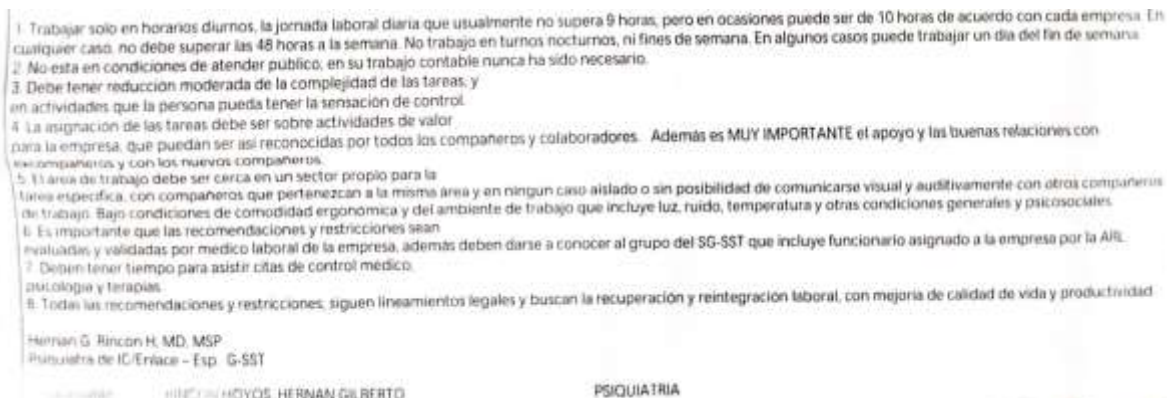 1. Trabajar solo en horarios diurnos, la jornada laboral diaria que usualmente no supera 9 horas, pero en ocasiones puede ser de 10 horas de acuerdo con cada empresa. En
cualquier caso, no debe superar las 48 horas a la semana. No trabajo en turnos nocturnos, ni fines de semana. En algunos casos puede trabajar un dia del fin de semana
2. No esta en condiciones de atender publico, en su trabajo contable nunca ha sido necesario.
3. Debe tener reducción moderada de la complejidad de las tareas, y
en actividades que la persona pueda tener la sensación de control.
4. La asignación de las tareas debe ser sobre actividades de valor
para la empresa, que puedan ser asi reconocidas por todos los compañeros y colaboradores. Además es MUY IMPORTANTE el apoyo y las buenas relaciones con
y con los nuevos compañeros.
5. El area de trabajo debe ser cerca en un sector propio para la
tarea especifica, con compañeros que pertenezcan a la misma área y en ningun caso aislado o sin posibilidad de comunicarse visual y auditivamente con otros compañeros
de trabajo. Bajo condiciones de comodidad ergonómica y del ambiente de trabajo que incluye luz, ruido, temperatura y otras condiciones generales y psicosociales.
6. Es importante que las recomendaciones y restricciones sean
evaluadas y validadas por medico laboral de la empresa, además deben darse a conocer al grupo del SG-SST que incluye funcionario asignado a la empresa por la ARL.
7. Deben tener tiempo para asistir citas de control médico,
psicologia y terapias.
8. Todas las recomendaciones y restricciones, siguen lineamientos legales y buscan la recuperación y reintegración laboral, con mejoria de calidad de vida y productividad
Hernan G. Rincon H, MD, MSP
Psiquiatra de IC/Enlace – Esp. G-SST
RINCON HOYOS, HERNAN GILBERTO PSIQUIATRIA